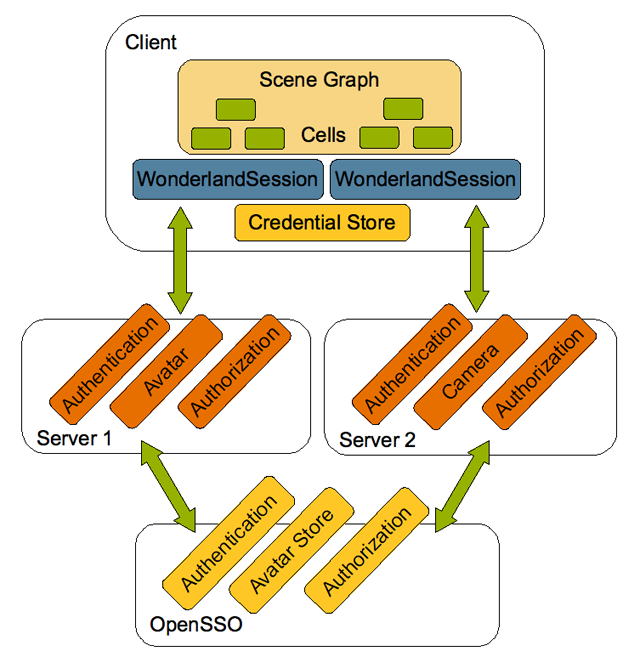 Client
Scene Graph
Cells
WonderlandSession
WonderlandSession
Credential Store
Authentication
Avatar
Authorization
Server 1
Authentication
Camera
Authorization
Server 2
Authentication
Avatar Store
Authorization
OpenSSO